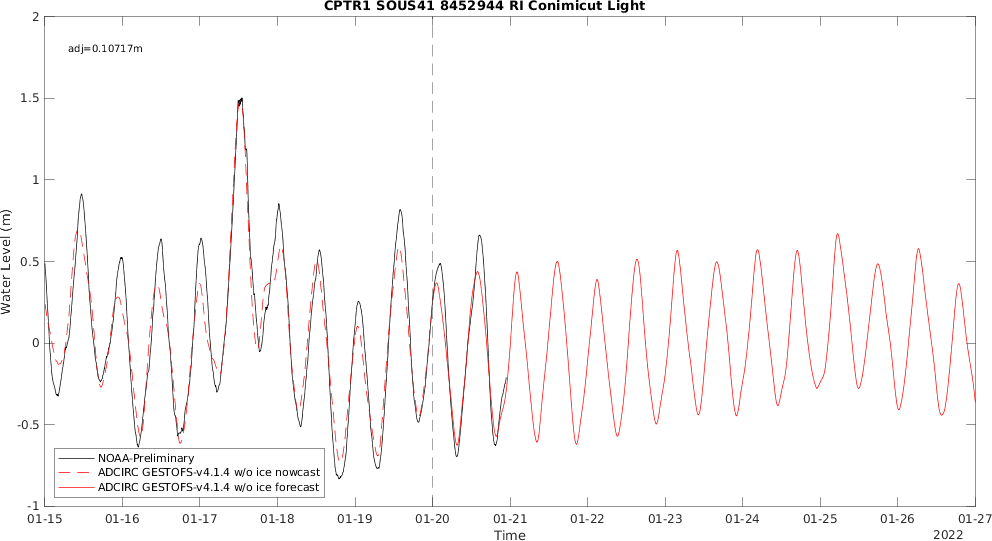 CPTR1 SOUS41 8452944 RI Conimicut Light
adj=0.10717m
Water Level (m)
2
1.5
1
0.5
0
-0.5
-1
NOAA-Preliminary
ADCIRC GESTOFS-v4.1.4 w/o ice nowcast
ADCIRC GESTOFS-v4.1.4 w/o ice forecast
01-15 01-16 01-17 01-18 01-19 01-20 01-21 01-22 01-23 01-24 01-25 01-26 01-27
Time
2022